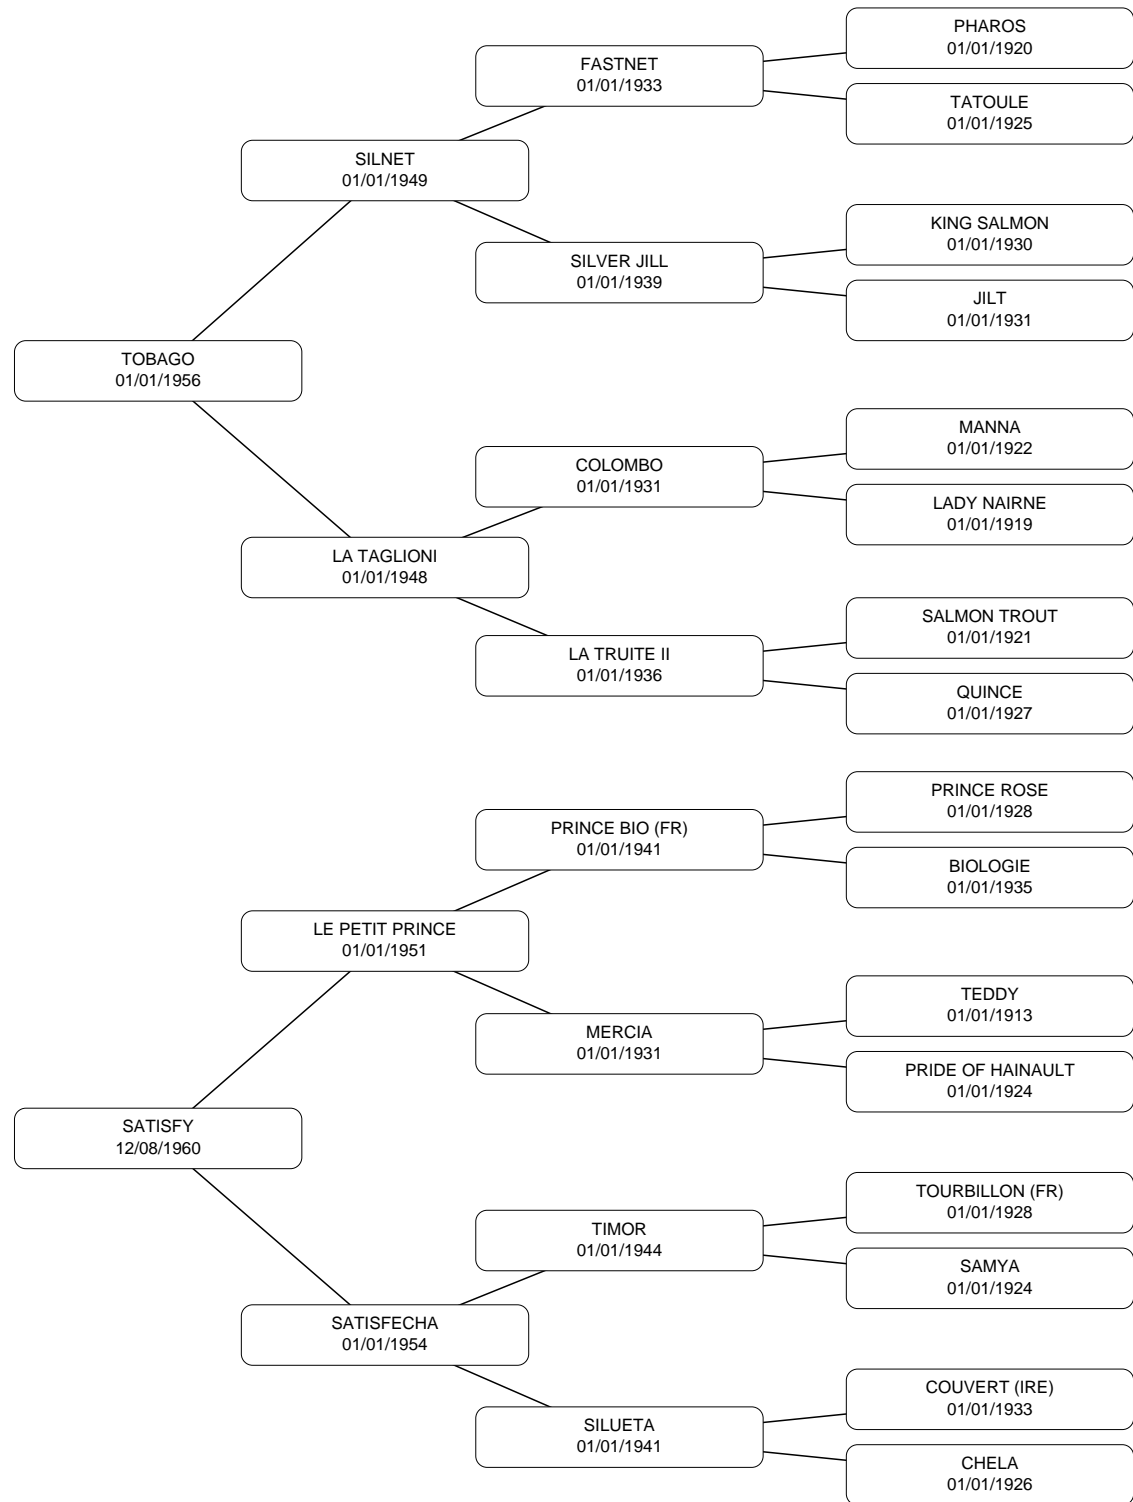 PHAROS
01/01/1920
FASTNET
01/01/1933
TATOULE
01/01/1925
SILNET
01/01/1949
KING SALMON
01/01/1930
SILVER JILL
01/01/1939
JILT
01/01/1931
TOBAGO
01/01/1956
MANNA
01/01/1922
COLOMBO
01/01/1931
LADY NAIRNE
01/01/1919
LA TAGLIONI
01/01/1948
SALMON TROUT
01/01/1921
LA TRUITE II
01/01/1936
QUINCE
01/01/1927
PRINCE ROSE
01/01/1928
PRINCE BIO (FR)
01/01/1941
BIOLOGIE
01/01/1935
LE PETIT PRINCE
01/01/1951
TEDDY
01/01/1913
MERCIA
01/01/1931
PRIDE OF HAINAULT
01/01/1924
SATISFY
12/08/1960
TOURBILLON (FR)
01/01/1928
TIMOR
01/01/1944
SAMYA
01/01/1924
SATISFECHA
01/01/1954
COUVERT (IRE)
01/01/1933
SILUETA
01/01/1941
CHELA
01/01/1926